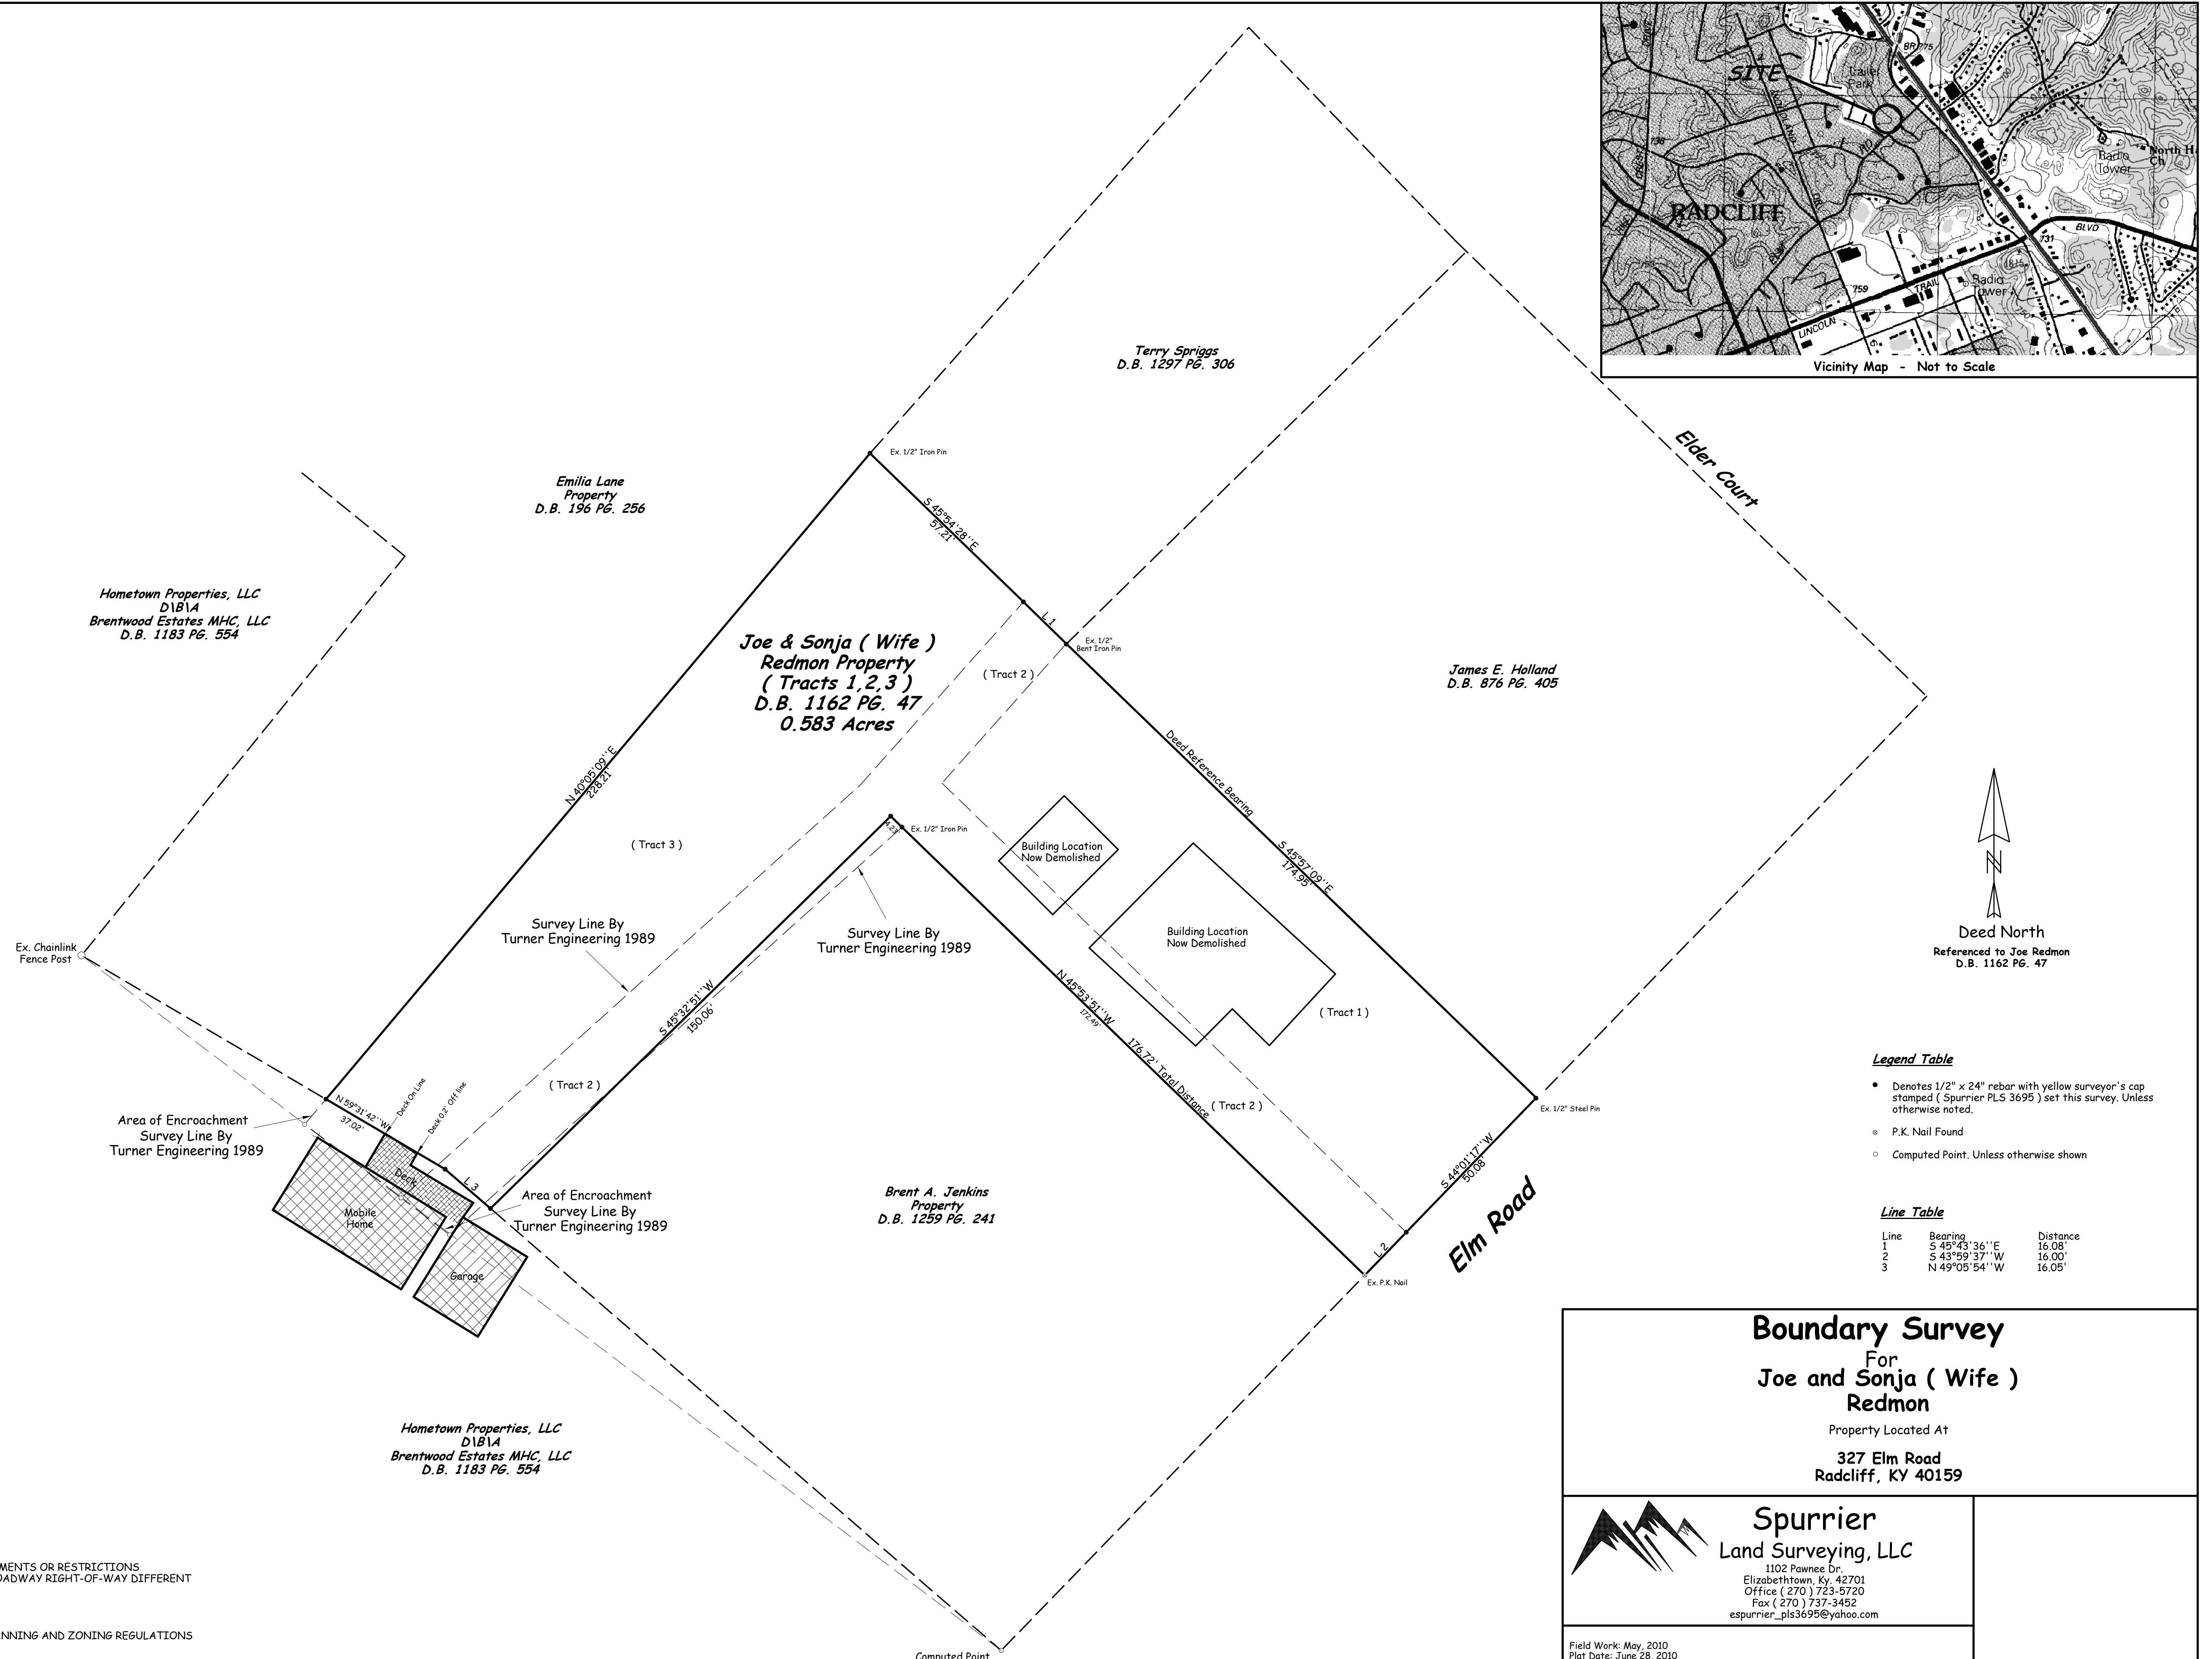 SITE
Trailer
Park
BR 775
Radio
Tower
North H
Ch
738
RADCLIFF
BLVD
731
Radio
Tower
759
TRAIL
LINCOLN
Vicinity Map - Not to Scale
Terry Spriggs
D.B. 1297 PG. 306
Elder Court
Ex. 1/2" Iron Pin
Emilia Lane
Property
D.B. 196 PG. 256
S 45°54'28''E
57.21'
Hometown Properties, LLC
D\B\A
Brentwood Estates MHC, LLC
D.B. 1183 PG. 554
L 1
Ex. 1/2"
Bent Iron Pin
Joe & Sonja ( Wife )
Redmon Property
( Tracts 1,2,3 )
D.B. 1162 PG. 47
0.583 Acres
( Tract 2 )
James E. Holland
D.B. 876 PG. 405
Deed Reference Bearing
N 40°05'09''E
228.21'
S 45°57'09''E
174.95'
4.23'
Ex. 1/2" Iron Pin
( Tract 3 )
Building Location
Now Demolished
Building Location
Now Demolished
Survey Line By
Turner Engineering 1989
Survey Line By
Turner Engineering 1989
Ex. Chainlink
Fence Post
N
Deed North
Referenced to Joe Redmon
D.B. 1162 PG. 47
S 45°32'51''W
150.06'
N 45°53'51''W
172.49'
176.72' Total Distance
( Tract 1 )
( Tract 2 )
( Tract 2 )
Ex. 1/2" Steel Pin
S 44°01'17''W
50.08'
Legend Table
Denotes 1/2" x 24" rebar with yellow surveyor's cap
stamped ( Spurrier PLS 3695 ) set this survey. Unless
otherwise noted.
P.K. Nail Found
Computed Point. Unless otherwise shown
Deck On Line
Deck 0.2' Off line
N 59°31'42''W
37.02'
Area of Encroachment
Survey Line By
Turner Engineering 1989
Deck
L 3
Mobile
Home
Area of Encroachment
Survey Line By
Turner Engineering 1989
Garage
Brent A. Jenkins
Property
D.B. 1259 PG. 241
Elm Road
L 2
Ex. P.K. Nail
Line Table
Line Bearing Distance
1 S 45°43'36''E 16.08'
2 S 43°59'37''W 16.00'
3 N 49°05'54''W 16.05'
Hometown Properties, LLC
D\B\A
Brentwood Estates MHC, LLC
D.B. 1183 PG. 554
Boundary Survey
For
Joe and Sonja ( Wife )
Redmon
Property Located At
327 Elm Road
Radcliff, KY 40159
Spurrier
Land Surveying, LLC
1102 Pawnee Dr.
Elizabethtown, Ky. 42701
Office ( 270 ) 723-5720
Fax ( 270 ) 737-3452
espurrier_pls3695@yahoo.com
Field Work: May, 2010
Plat Date: June 28, 2010
MENTS OR RESTRICTIONS
OADWAY RIGHT-OF-WAY DIFFERENT
NNING AND ZONING REGULATIONS
Computed Point